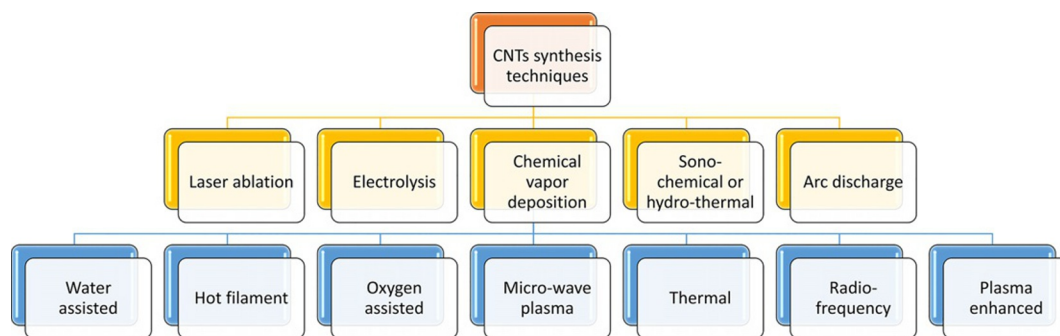 CNTs synthesis
techniques
Laser ablation
Electrolysis
Chemical
vapor
deposition
Sono-
chemical or
hydro-thermal
Arc discharge
Water
assisted
Hot filament
Oxygen
assisted
Micro-wave
plasma
Thermal
Radio-
frequency
Plasma
enhanced